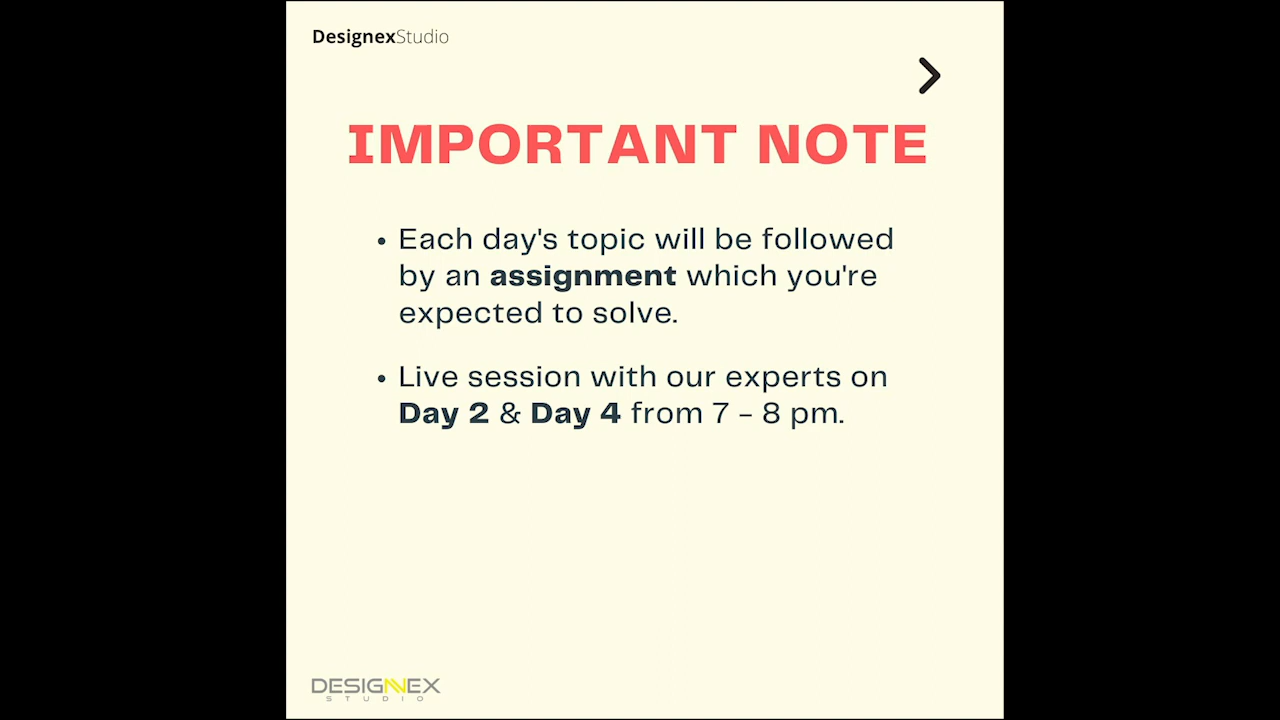 DesignexStudio
IMPORTANT NOTE
• Each day's topic will be followed
by an assignment which you're
expected to solve.
• Live session with our experts on
Day 2 & Day 4 from 7 - 8 pm.
DESIGNEX
STUDIO